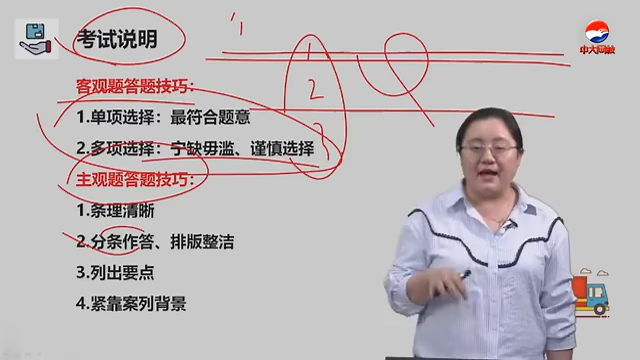 考试说明
中大网校
客观题答题技巧：
1.单项选择：最符合题意
2.多项选择：宁缺毋滥、谨慎选择
主观题答题技巧：
1.条理清晰
2.分条作答、排版整洁
3.列出要点
4.紧靠案列背景
1
2
3